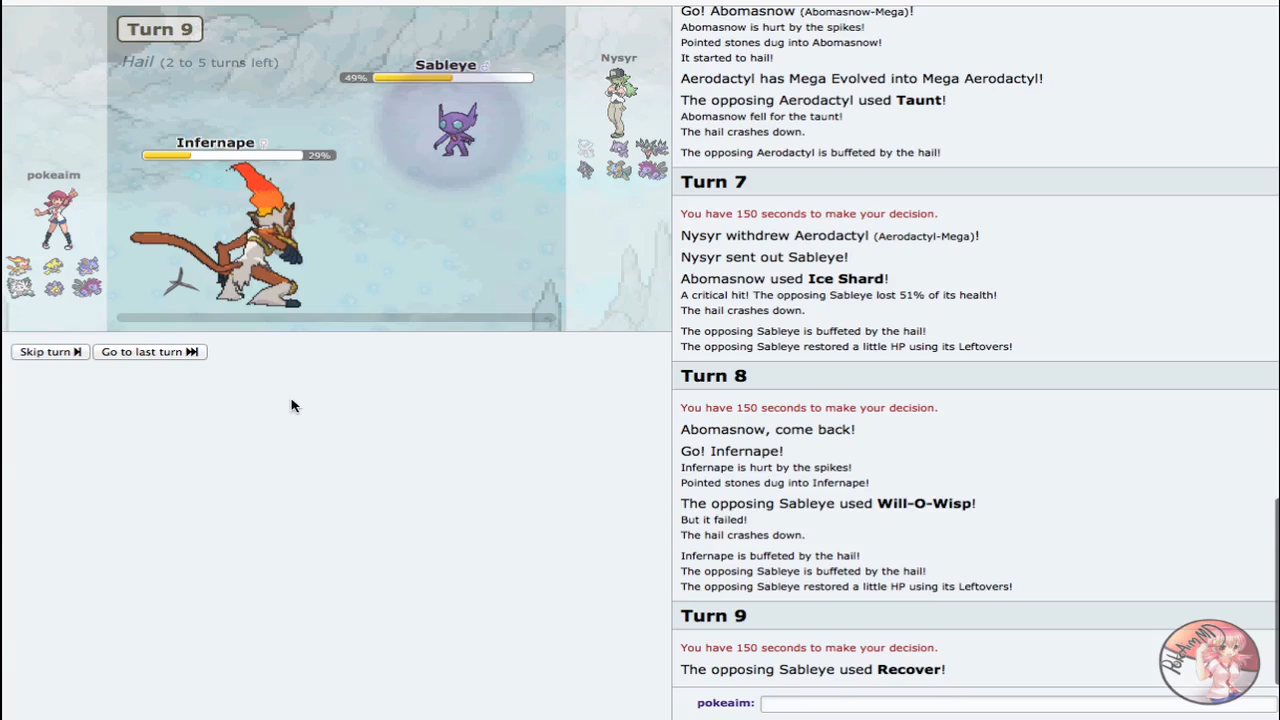 Turn 9
Hail (2 to 5 turns left)
Sableye
49%
Nysyr
Infernape
29%
pokeaim
Skip turn
Go to last turn
Go! Abomasnow (Abomasnow-Mega)!
Abomasnow is hurt by the spikes!
Pointed stones dug into Abomasnow!
It started to hail!
Aerodactyl has Mega Evolved into Mega Aerodactyl!
The opposing Aerodactyl used Taunt!
Abomasnow fell for the taunt!
The hail crashes down.
The opposing Aerodactyl is buffeted by the hail!
Turn 7
You have 150 seconds to make your decision.
Nysyr withdrew Aerodactyl (Aerodactyl-Mega)!
Nysyr sent out Sableye!
Abomasnow used Ice Shard!
A critical hit! The opposing Sableye lost 51% of its health!
The hail crashes down.
The opposing Sableye is buffeted by the hail!
The opposing Sableye restored a little HP using its Leftovers!
Turn 8
You have 150 seconds to make your decision.
Abomasnow, come back!
Go! Infernape!
Infernape is hurt by the spikes!
Pointed stones dug into Infernape!
The opposing Sableye used Will-O-Wisp!
But it failed!
The hail crashes down.
Infernape is buffeted by the hail!
The opposing Sableye is buffeted by the hail!
The opposing Sableye restored a little HP using its Leftovers!
Turn 9
You have 150 seconds to make your decision.
The opposing Sableye used Recover!
pokeaim:
PokeAimMD